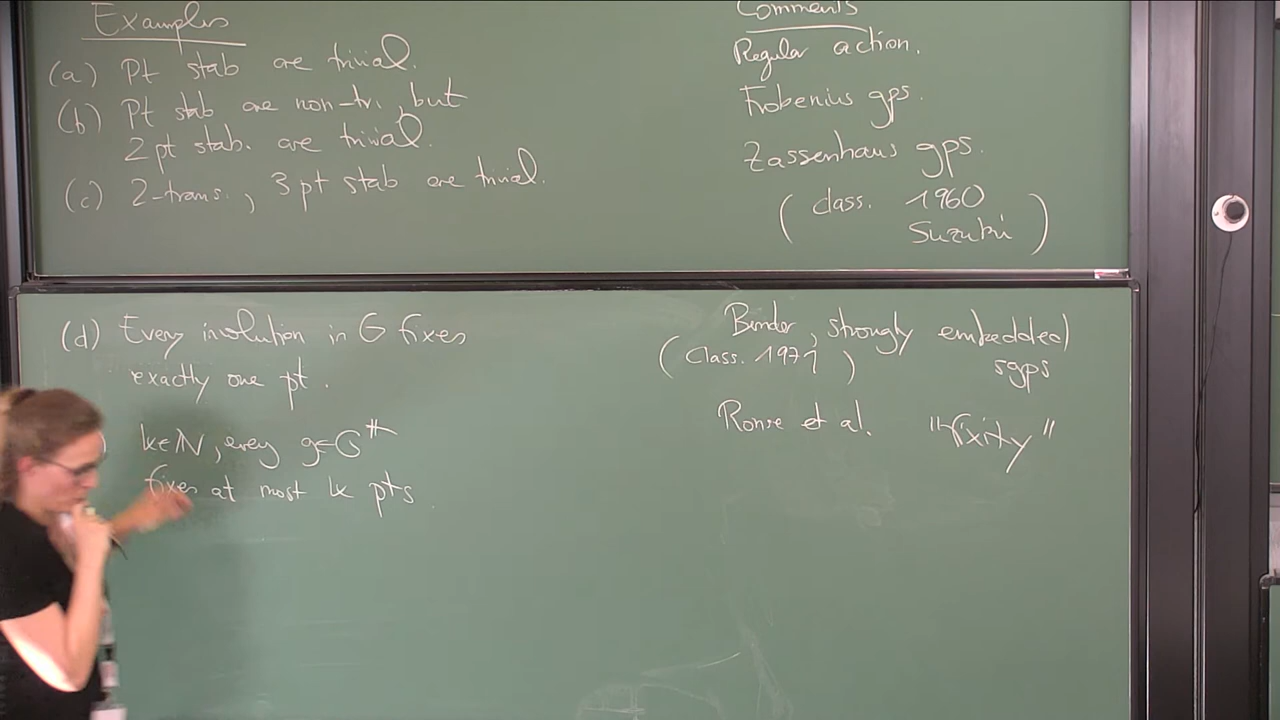 Examples
(a) Pt stab are trivial.
(b) Pt stab are non-tri., but
2 pt stab. are trivial.
(c) 2-trans., 3 pt stab are trivial.
Comments
Regular action.
Frobenius gps.
Zassenhaus gps.
( class. 1960
Suzuki )
(d) Every involution in G fixes
exactly one pt.
) k∈N, every g∈G^#
fixes at most k pts.
Bender, strongly embedded
(Class. 1971) sgps
Ronse et al. "fixity"